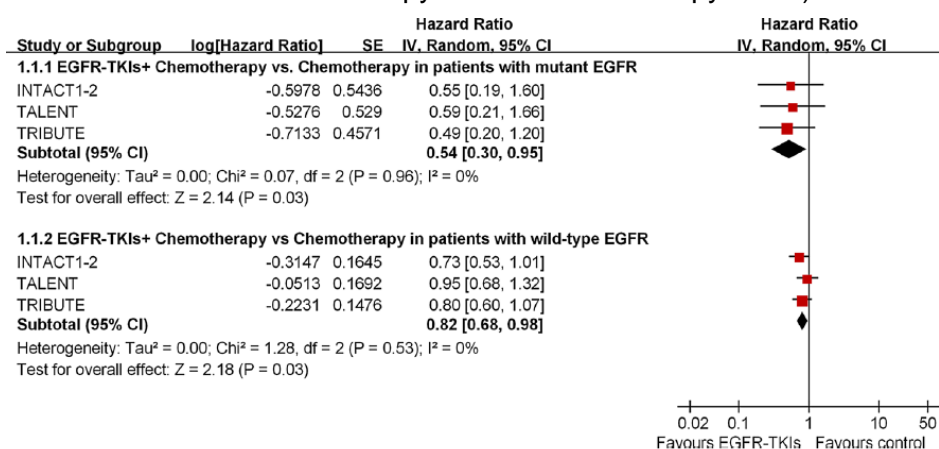 Hazard Ratio Hazard Ratio
Study or Subgroup log[Hazard Ratio] SE IV, Random, 95% CI IV, Random, 95% CI
1.1.1 EGFR-TKIs+ Chemotherapy vs. Chemotherapy in patients with mutant EGFR
INTACT1-2 -0.5978 0.5436 0.55 [0.19, 1.60]
TALENT -0.5276 0.529 0.59 [0.21, 1.66]
TRIBUTE -0.7133 0.4571 0.49 [0.20, 1.20]
Subtotal (95% CI) 0.54 [0.30, 0.95]
Heterogeneity: Tau² = 0.00; Chi² = 0.07, df = 2 (P = 0.96); I² = 0%
Test for overall effect: Z = 2.14 (P = 0.03)
1.1.2 EGFR-TKIs+ Chemotherapy vs Chemotherapy in patients with wild-type EGFR
INTACT1-2 -0.3147 0.1645 0.73 [0.53, 1.01]
TALENT -0.0513 0.1692 0.95 [0.68, 1.32]
TRIBUTE -0.2231 0.1476 0.80 [0.60, 1.07]
Subtotal (95% CI) 0.82 [0.68, 0.98]
Heterogeneity: Tau² = 0.00; Chi² = 1.28, df = 2 (P = 0.53); I² = 0%
Test for overall effect: Z = 2.18 (P = 0.03)
0.02 0.1 1 10 50
Favours EGFR-TKIs Favours control